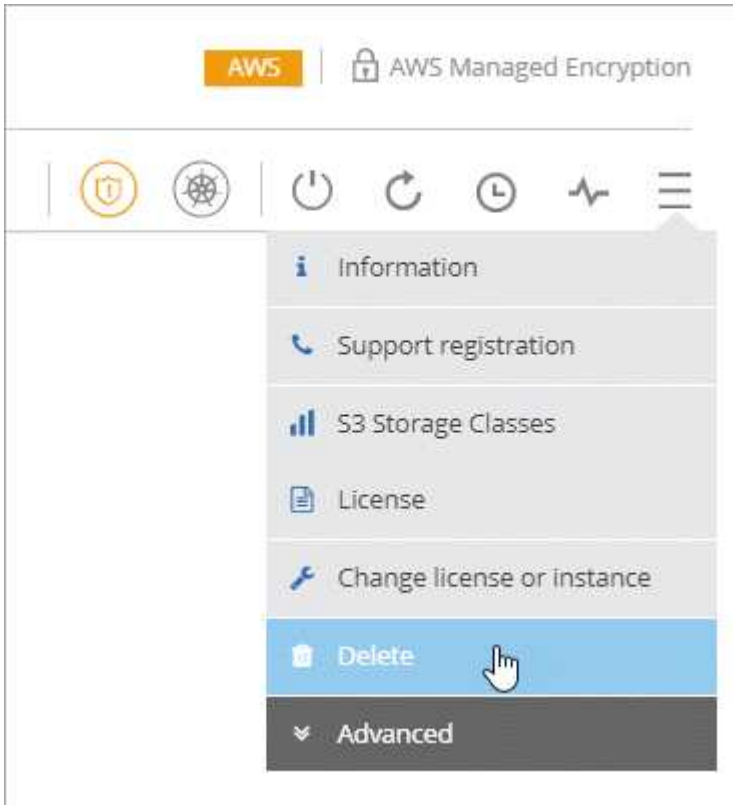 AWS
AWS Managed Encryption
Information
Support registration
S3 Storage Classes
License
Change license or instance
Delete
Advanced